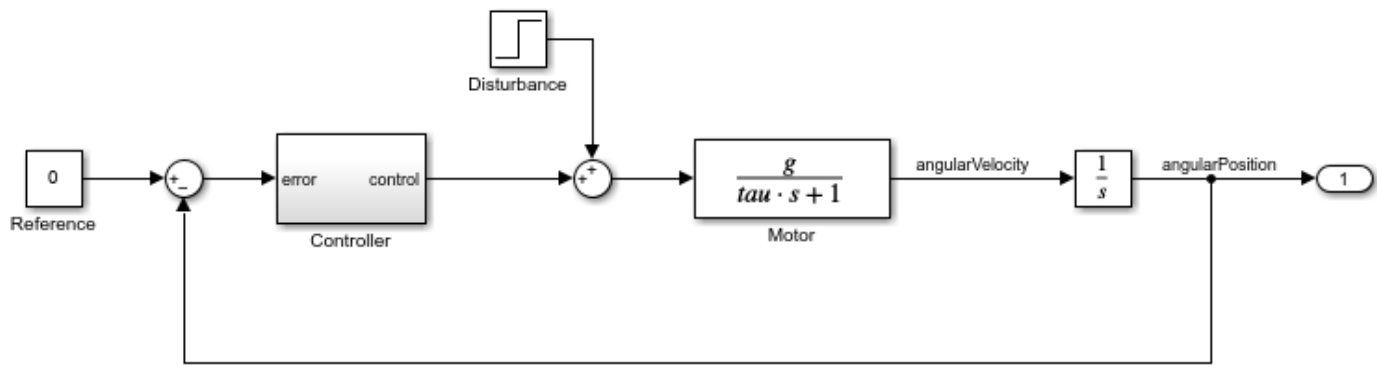 Disturbance
0
Reference
+
−
error
control
Controller
+
+
g
tau · s + 1
Motor
angularVelocity
1
s
angularPosition
1